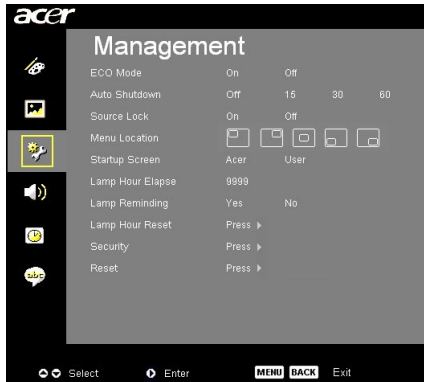 acer
Management
ECO Mode On Off
Auto Shutdown Off 15 30 60
Source Lock On Off
Menu Location
Startup Screen Acer User
Lamp Hour Elapse 9999
Lamp Reminding Yes No
Lamp Hour Reset Press
Security Press
Reset Press
abc
Select Enter MENU BACK Exit